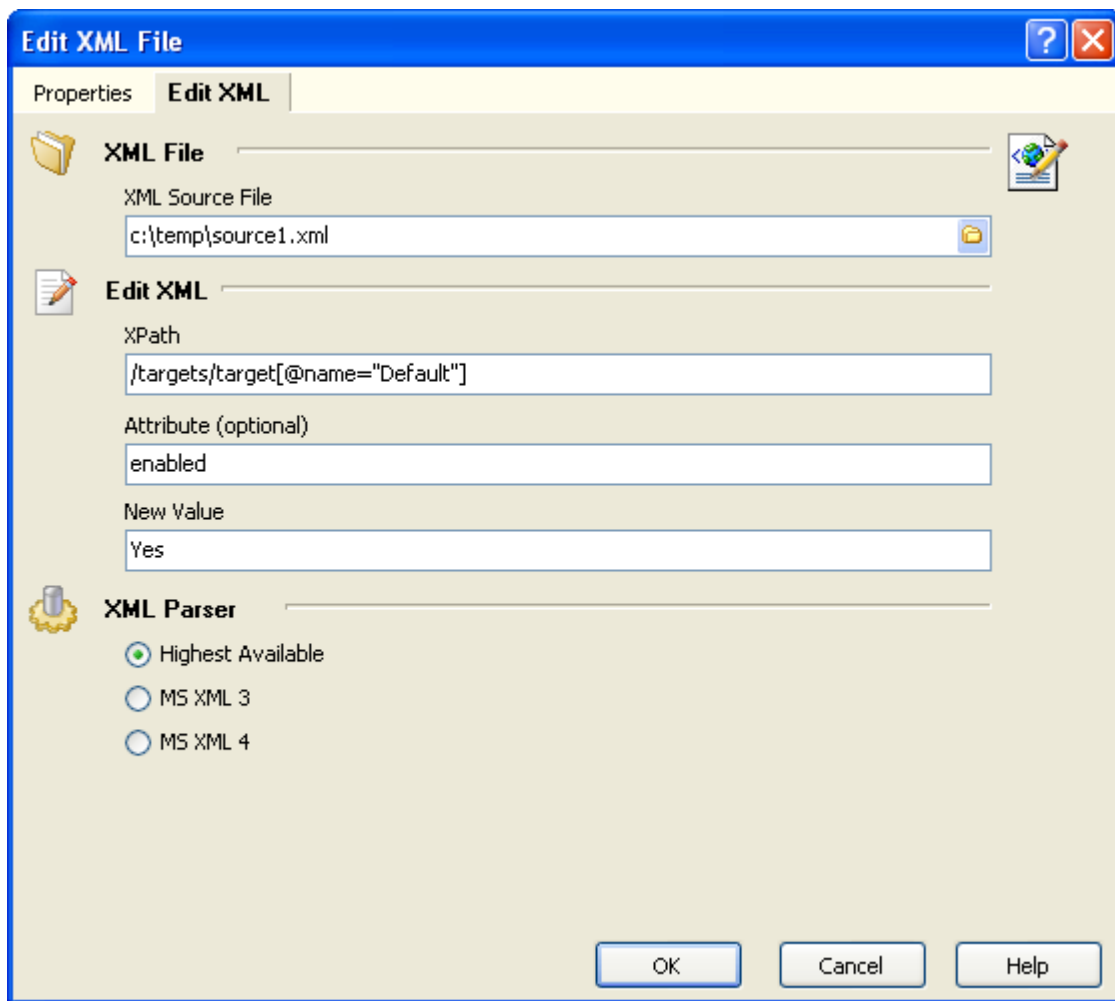 Edit XML File
Properties Edit XML
XML File
XML Source File
c:\temp\source1.xml
Edit XML
XPath
/targets/target[@name="Default"]
Attribute (optional)
enabled
New Value
Yes
XML Parser
Highest Available
MS XML 3
MS XML 4
OK Cancel Help